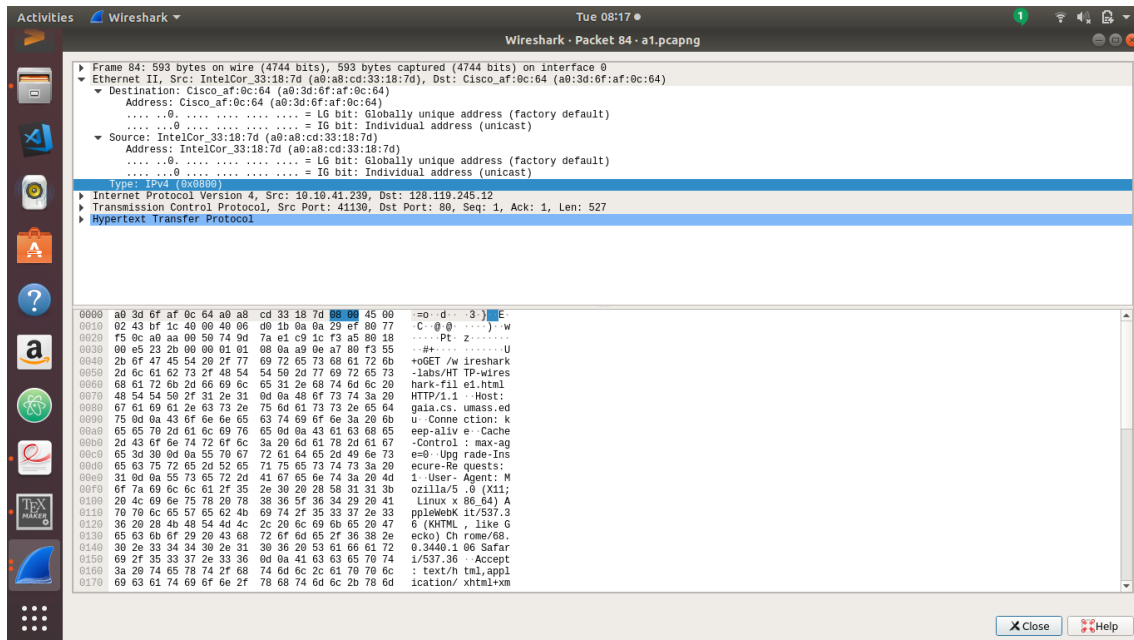 Activities Wireshark Tue 08:17 1
Wireshark · Packet 84 · a1.pcapng
Frame 84: 593 bytes on wire (4744 bits), 593 bytes captured (4744 bits) on interface 0
Ethernet II, Src: IntelCor_33:18:7d (a0:a8:cd:33:18:7d), Dst: Cisco_af:0c:64 (a0:3d:6f:af:0c:64)
Destination: Cisco_af:0c:64 (a0:3d:6f:af:0c:64)
Address: Cisco_af:0c:64 (a0:3d:6f:af:0c:64)
.... ..0. .... .... .... .... = LG bit: Globally unique address (factory default)
.... ...0 .... .... .... .... = IG bit: Individual address (unicast)
Source: IntelCor_33:18:7d (a0:a8:cd:33:18:7d)
Address: IntelCor_33:18:7d (a0:a8:cd:33:18:7d)
.... ..0. .... .... .... .... = LG bit: Globally unique address (factory default)
.... ...0 .... .... .... .... = IG bit: Individual address (unicast)
Type: IPv4 (0x0800)
Internet Protocol Version 4, Src: 10.10.41.239, Dst: 128.119.245.12
Transmission Control Protocol, Src Port: 41130, Dst Port: 80, Seq: 1, Ack: 1, Len: 527
Hypertext Transfer Protocol
0000 a0 3d 6f af 0c 64 a0 a8 cd 33 18 7d 08 00 45 00 ·=o··d·· ·3·}··E·
0010 02 43 bf 1c 40 00 40 06 d0 1b 0a 0a 29 ef 80 77 ·C··@·@· ····)··w
0020 f5 0c a0 aa 00 50 74 9d 7a e1 c9 1c f3 a5 80 18 ·····Pt· z·······
0030 00 e5 23 2b 00 00 01 01 08 0a a9 0e a7 80 f3 55 ··#+···· ·······U
0040 2b 6f 47 45 54 20 2f 77 69 72 65 73 68 61 72 6b +oGET /w ireshark
0050 2d 6c 61 62 73 2f 48 54 54 50 2d 77 69 72 65 73 -labs/HT TP-wires
0060 68 61 72 6b 2d 66 69 6c 65 31 2e 68 74 6d 6c 20 hark-fil e1.html
0070 48 54 54 50 2f 31 2e 31 0d 0a 48 6f 73 74 3a 20 HTTP/1.1 ··Host:
0080 67 61 69 61 2e 63 73 2e 75 6d 61 73 73 2e 65 64 gaia.cs. umass.ed
0090 75 0d 0a 43 6f 6e 6e 65 63 74 69 6f 6e 3a 20 6b u··Conne ction: k
00a0 65 65 70 2d 61 6c 69 76 65 0d 0a 43 61 63 68 65 eep-aliv e··Cache
00b0 2d 43 6f 6e 74 72 6f 6c 3a 20 6d 61 78 2d 61 67 -Control : max-ag
00c0 65 3d 30 0d 0a 55 70 67 72 61 64 65 2d 49 6e 73 e=0··Upg rade-Ins
00d0 65 63 75 72 65 2d 52 65 71 75 65 73 74 73 3a 20 ecure-Re quests:
00e0 31 0d 0a 55 73 65 72 2d 41 67 65 6e 74 3a 20 4d 1··User- Agent: M
00f0 6f 7a 69 6c 6c 61 2f 35 2e 30 20 28 58 31 31 3b ozilla/5 .0 (X11;
0100 20 4c 69 6e 75 78 20 78 38 36 5f 36 34 29 20 41 Linux x 86_64) A
0110 70 70 6c 65 57 65 62 4b 69 74 2f 35 33 37 2e 33 ppleWebK it/537.3
0120 36 20 28 4b 48 54 4d 4c 2c 20 6c 69 6b 65 20 47 6 (KHTML , like G
0130 65 63 6b 6f 29 20 43 68 72 6f 6d 65 2f 36 38 2e ecko) Ch rome/68.
0140 30 2e 33 34 34 30 2e 31 30 36 20 53 61 66 61 72 0.3440.1 06 Safar
0150 69 2f 35 33 37 2e 33 36 0d 0a 41 63 63 65 70 74 i/537.36 ··Accept
0160 3a 20 74 65 78 74 2f 68 74 6d 6c 2c 61 70 70 6c : text/h tml,appl
0170 69 63 61 74 69 6f 6e 2f 78 68 74 6d 6c 2b 78 6d ication/ xhtml+xm
TEX
MAKER
Close Help